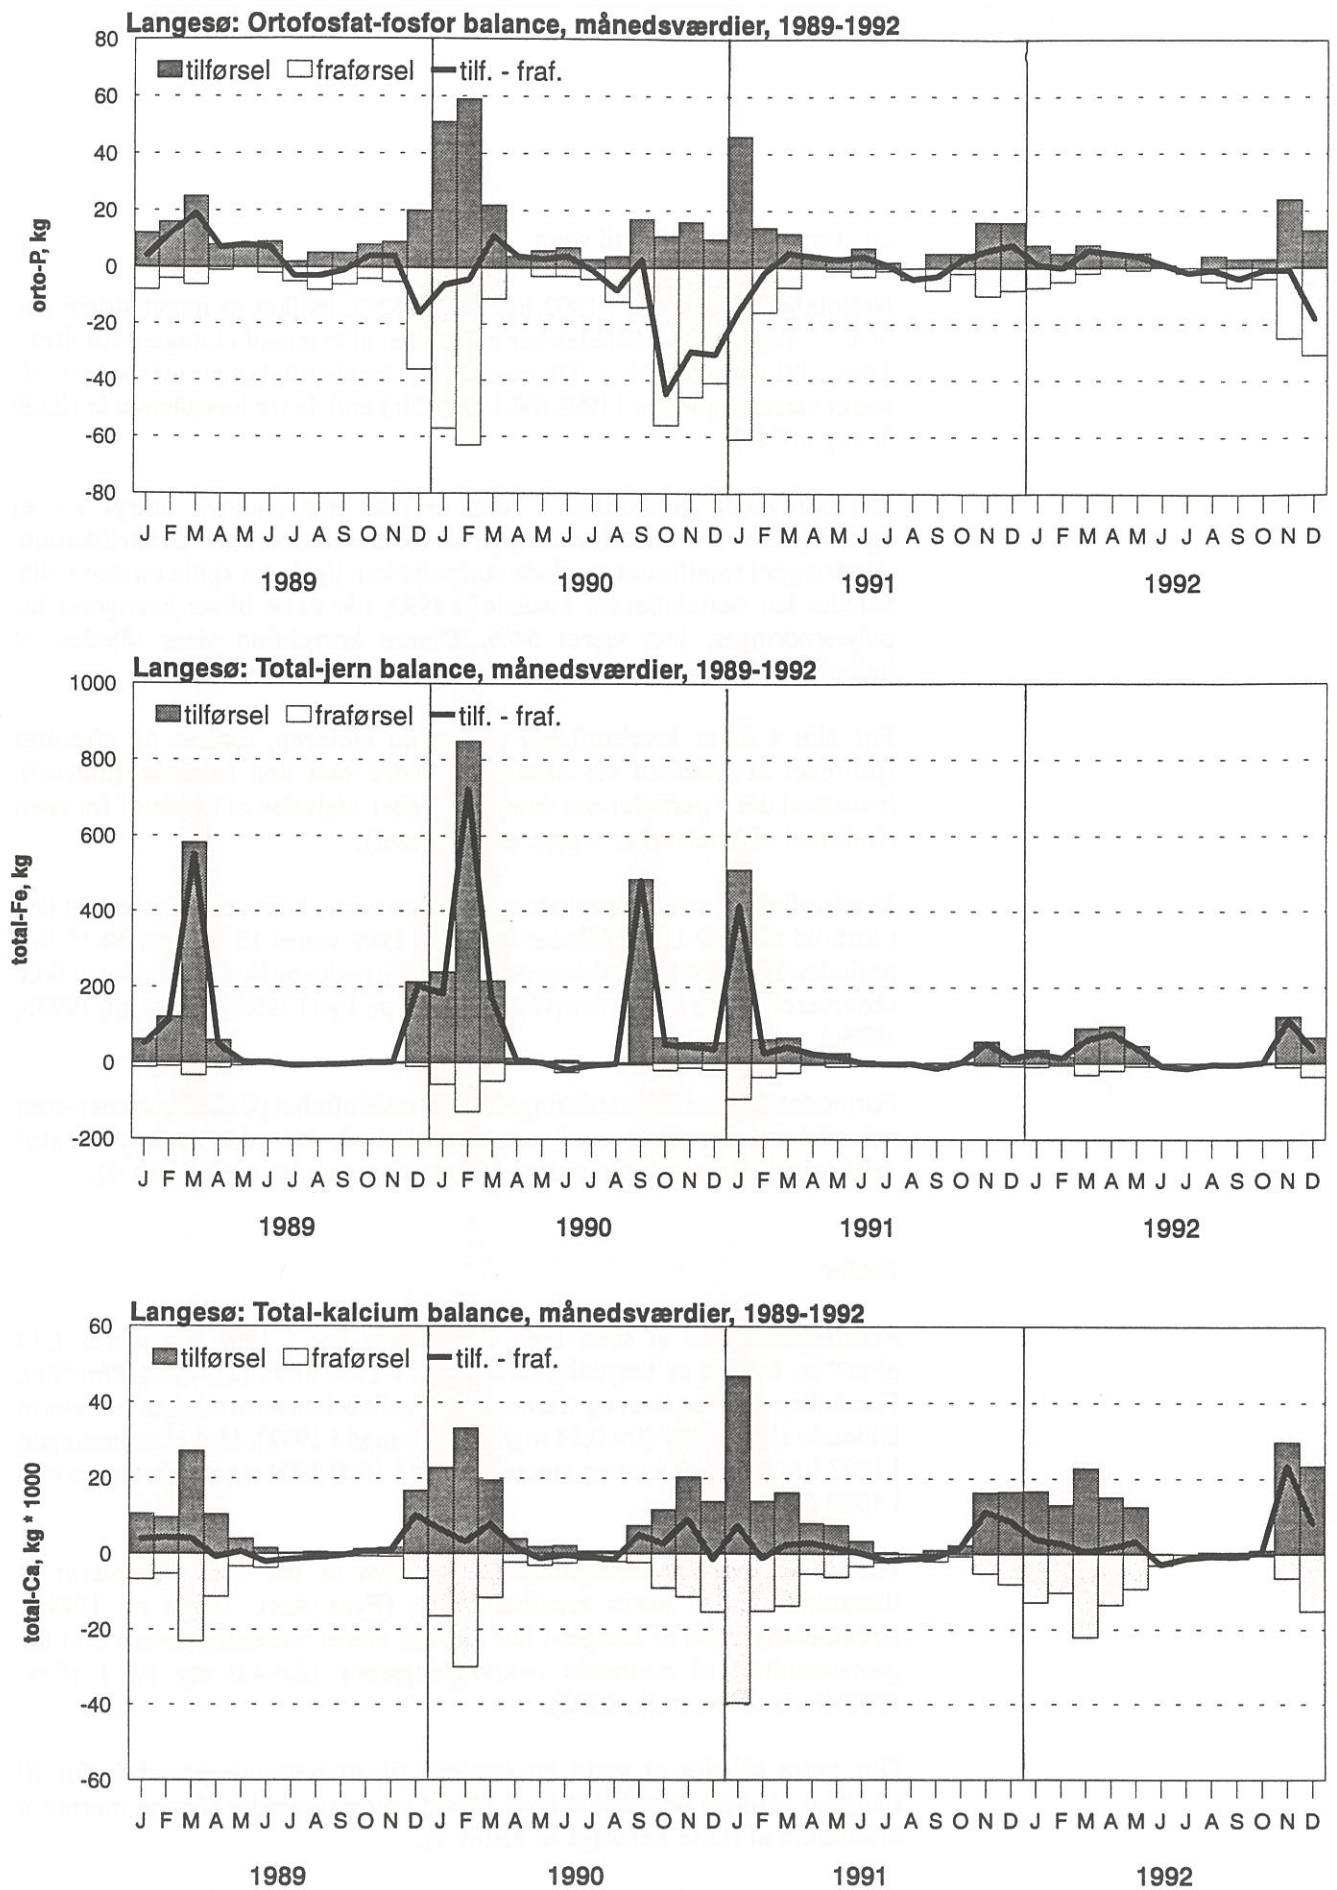 Langesø: Ortofosfat-fosfor balance, månedsværdier, 1989-1992
tilførsel fraførsel tilf. - fraf.
orto-P, kg
80
60
40
20
0
-20
-40
-60
-80
J F M A M J J A S O N D J F M A M J J A S O N D J F M A M J J A S O N D J F M A M J J A S O N D
1989 1990 1991 1992
Langesø: Total-jern balance, månedsværdier, 1989-1992
tilførsel fraførsel tilf. - fraf.
total-Fe, kg
1000
800
600
400
200
0
-200
J F M A M J J A S O N D J F M A M J J A S O N D J F M A M J J A S O N D J F M A M J J A S O N D
1989 1990 1991 1992
Langesø: Total-kalcium balance, månedsværdier, 1989-1992
tilførsel fraførsel tilf. - fraf.
total-Ca, kg * 1000
60
40
20
0
-20
-40
-60
J F M A M J J A S O N D J F M A M J J A S O N D J F M A M J J A S O N D J F M A M J J A S O N D
1989 1990 1991 1992